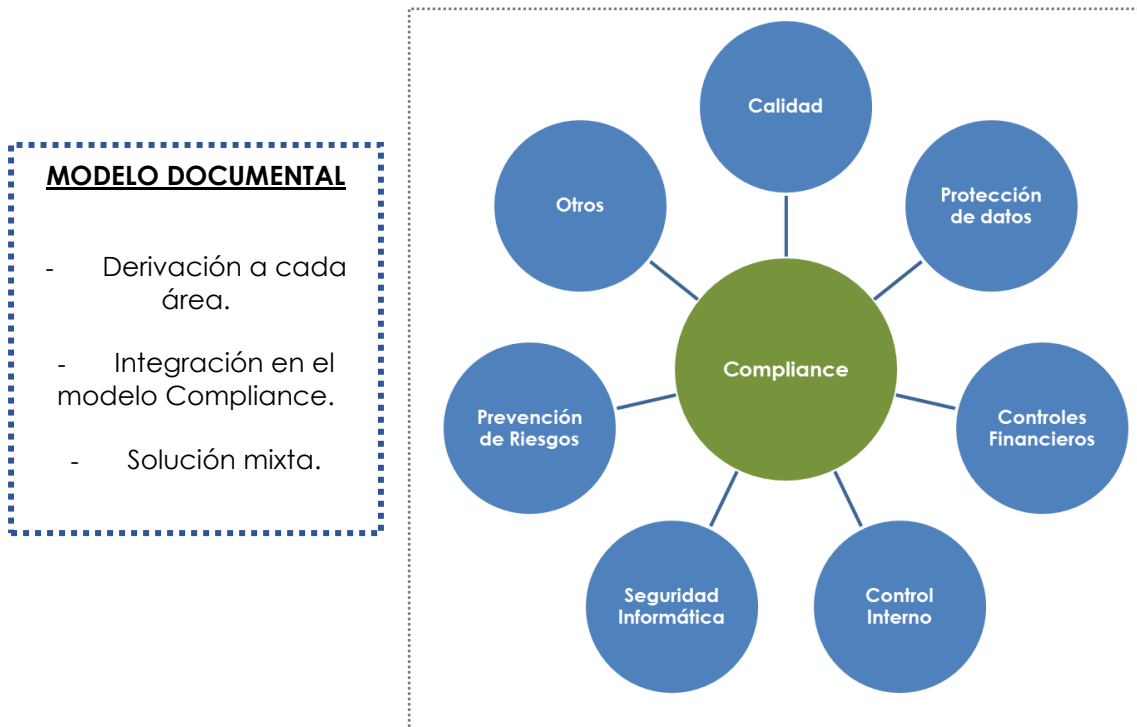 MODELO DOCUMENTAL
- Derivación a cada
área.
- Integración en el
modelo Compliance.
- Solución mixta.
Calidad
Protección
de datos
Controles
Financieros
Control
Interno
Seguridad
Informática
Prevención
de Riesgos
Otros
Compliance